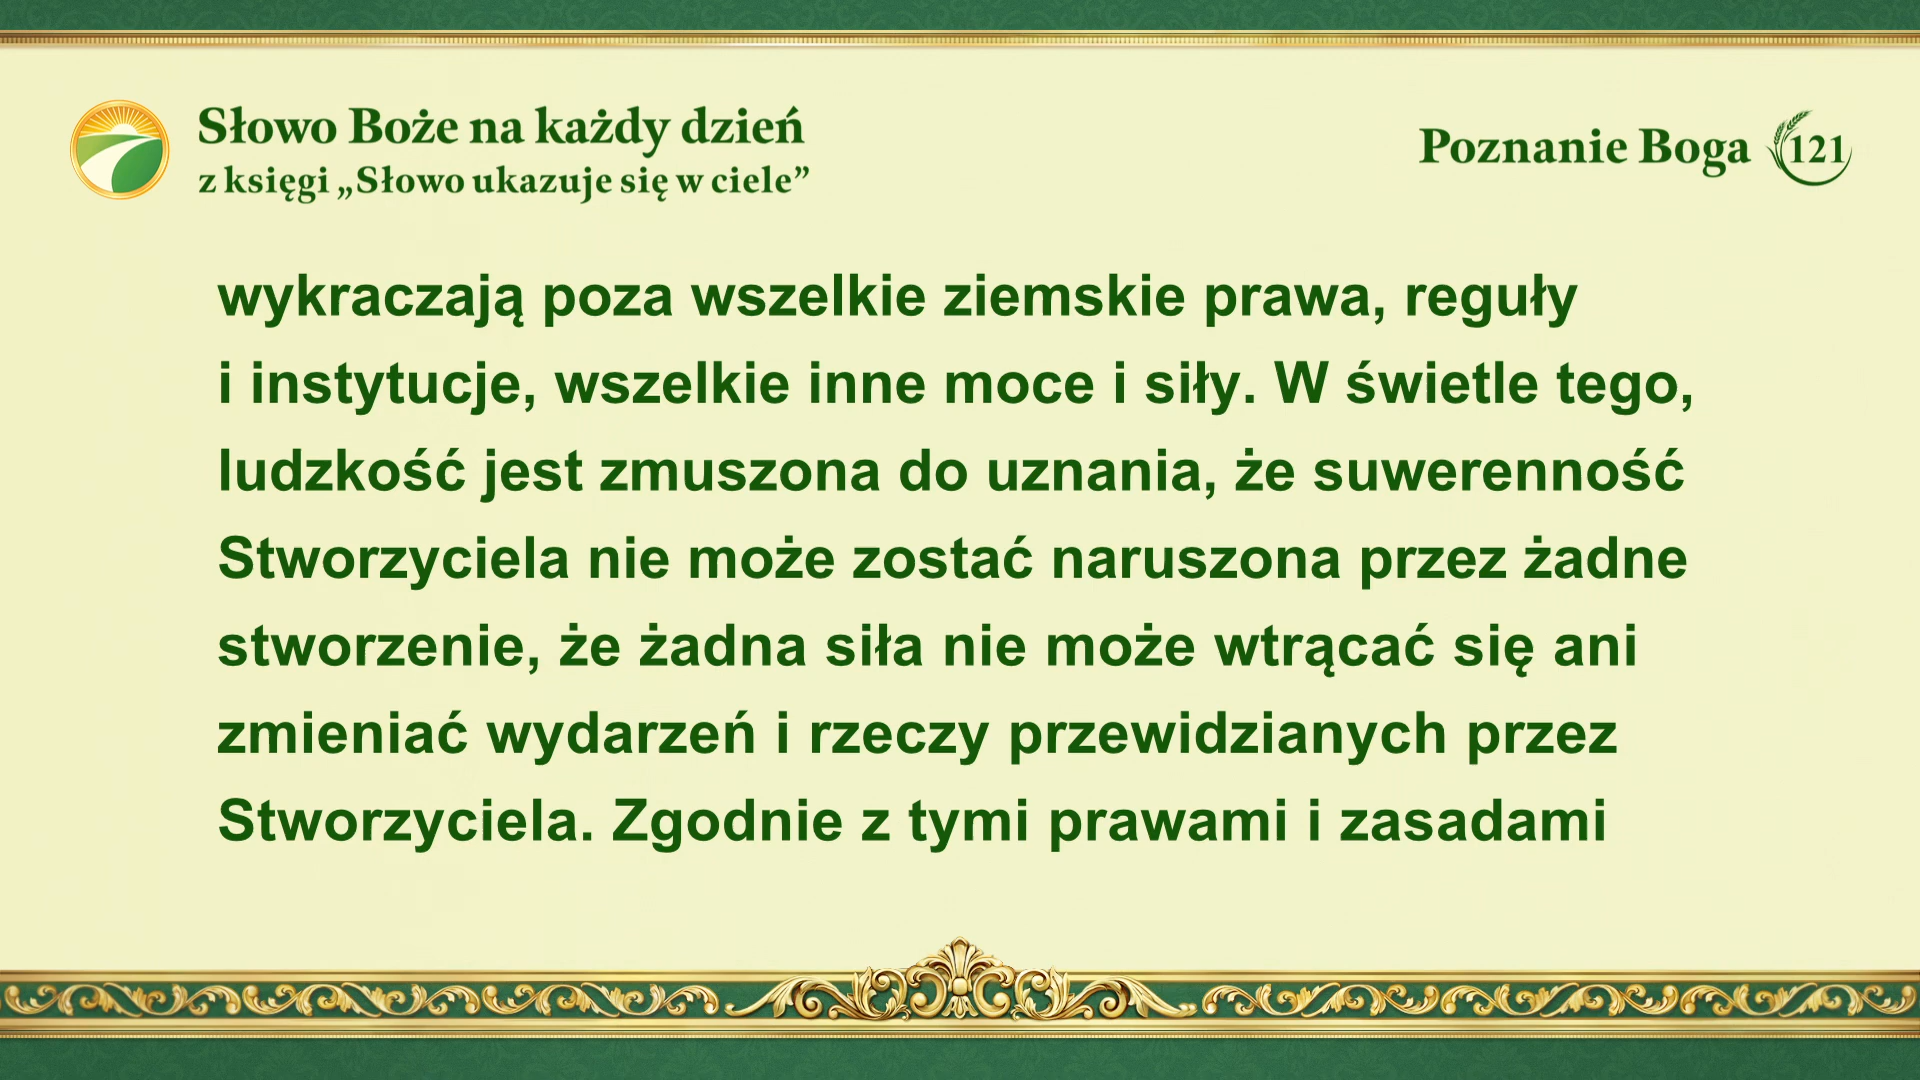 Słowo Boże na każdy dzień
z księgi „Słowo ukazuje się w ciele”
Poznanie Boga 121
wykraczają poza wszelkie ziemskie prawa, reguły
i instytucje, wszelkie inne moce i siły. W świetle tego,
ludzkość jest zmuszona do uznania, że suwerenność
Stworzyciela nie może zostać naruszona przez żadne
stworzenie, że żadna siła nie może wtrącać się ani
zmieniać wydarzeń i rzeczy przewidzianych przez
Stworzyciela. Zgodnie z tymi prawami i zasadami